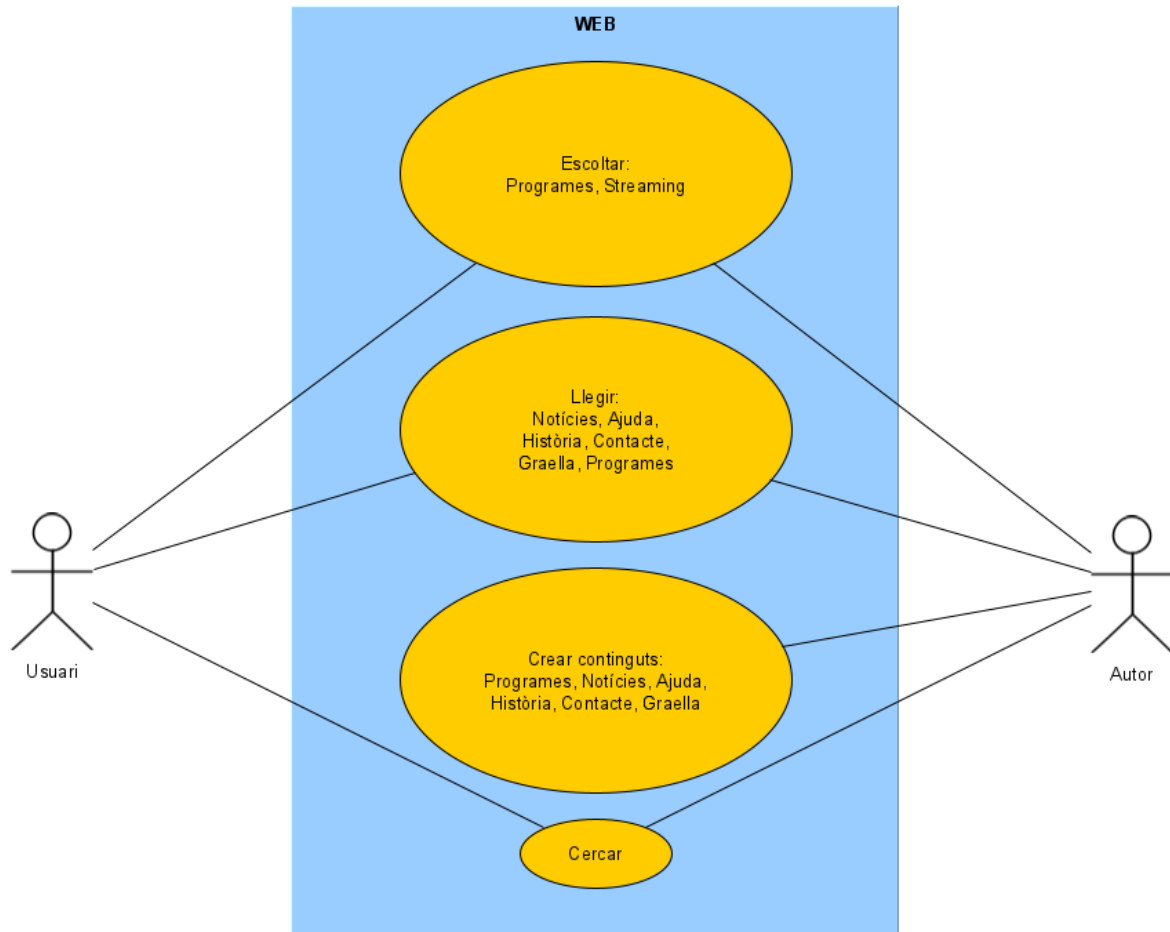 WEB
Escoltar:
Programes, Streaming
Llegir:
Notícies, Ajuda,
Història, Contacte,
Graella, Programes
Usuari
Autor
Crear continguts:
Programes, Notícies, Ajuda,
Història, Contacte, Graella
Cercar